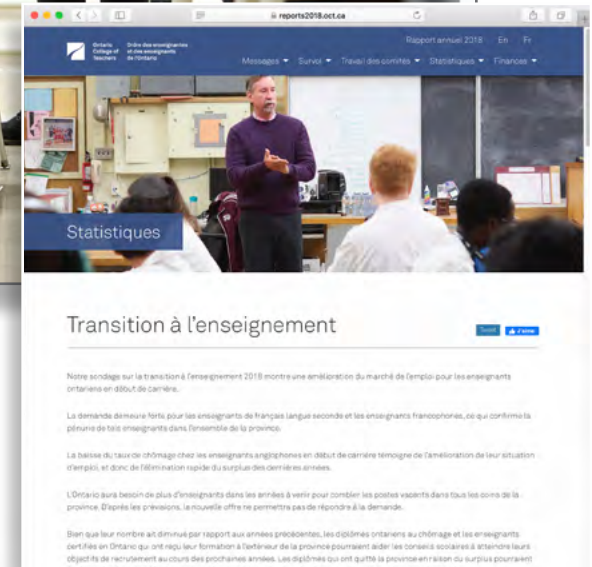 reports2018.oct.ca
Ontario College of Teachers
Ordre des enseignantes et des enseignants de l'Ontario
Rapport annuel 2018 En Fr
Messages Survol Travail des comités Statistiques Finances
Statistiques
Transition à l'enseignement
Tweet J'aime
Notre sondage sur la transition à l'enseignement 2018 montre une amélioration du marché de l'emploi pour les enseignants
ontariens en début de carrière.
La demande demeure forte pour les enseignants de français langue seconde et les enseignants francophones, ce qui confirme la
pénurie de tels enseignants dans l'ensemble de la province.
La baisse du taux de chômage chez les enseignants anglophones en début de carrière témoigne de l'amélioration de leur situation
d'emploi, et donc de l'élimination rapide du surplus des dernières années.
L'Ontario aura besoin de plus d'enseignants dans les années à venir pour combler les postes vacants dans tous les coins de la
province. D'après les prévisions, la nouvelle offre ne permettra pas de répondre à la demande.
Bien que leur nombre ait diminué par rapport aux années précédentes, les diplômés ontariens au chômage et les enseignants
certifiés en Ontario qui ont reçu leur formation à l'extérieur de la province pourraient aider les conseils scolaires à atteindre leurs
objectifs de recrutement au cours des prochaines années. Les diplômés qui ont quitté la province en raison du surplus pourraient